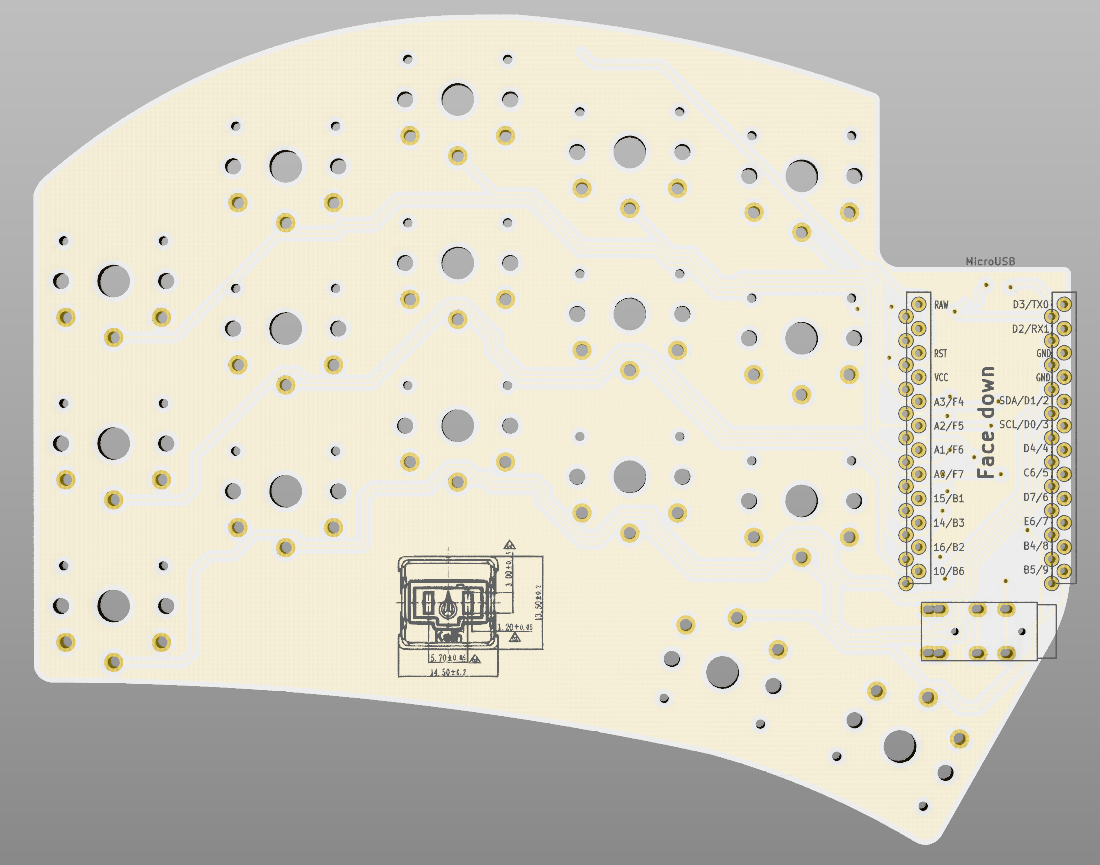 MicroUSB
RAW
D3/TX0
D2/RX1
RST
GND
VCC
GND
A3/F4
SDA/D1/2
A2/F5
SCL/D0/3
A1/F6
D4/4
A0/F7
C6/5
15/B1
D7/6
14/B3
E6/7
16/B2
B4/8
10/B6
B5/9
Face down
3.00±0.05
13.50±0.2
1.20±0.05
Kailh
5.70±0.05
14.50±0.2